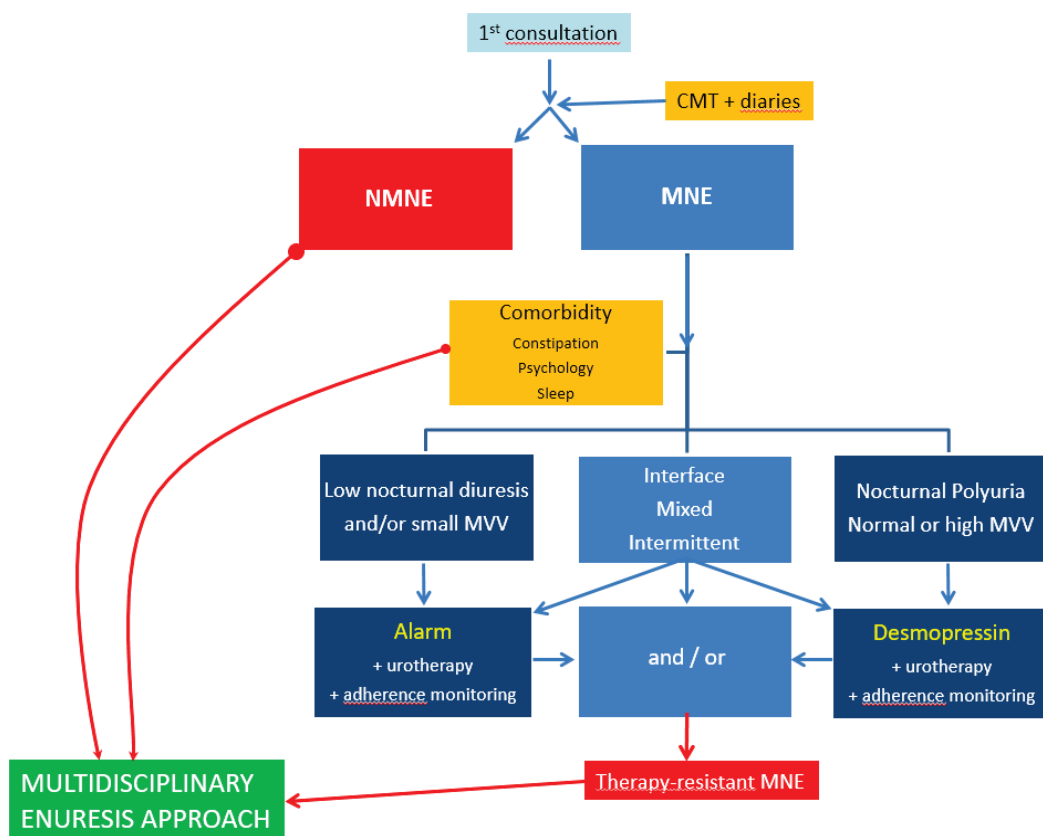 1st consultation
CMT + diaries
NMNE
MNE
Comorbidity
Constipation
Psychology
Sleep
Low nocturnal diuresis
and/or small MVV
Interface
Mixed
Intermittent
Nocturnal Polyuria
Normal or high MVV
Alarm
+ urotherapy
+ adherence monitoring
and / or
Desmopressin
+ urotherapy
+ adherence monitoring
Therapy-resistant MNE
MULTIDISCIPLINARY
ENURESIS APPROACH